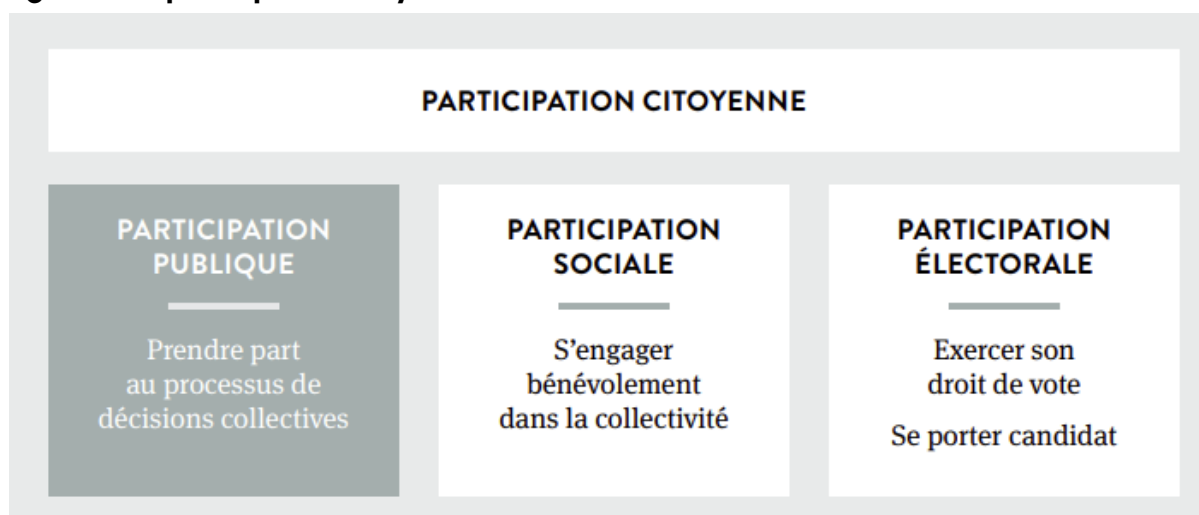 PARTICIPATION CITOYENNE
PARTICIPATION
PUBLIQUE
Prendre part
au processus de
décisions collectives
PARTICIPATION
SOCIALE
S’engager
bénévolement
dans la collectivité
PARTICIPATION
ÉLECTORALE
Exercer son
droit de vote
Se porter candidat